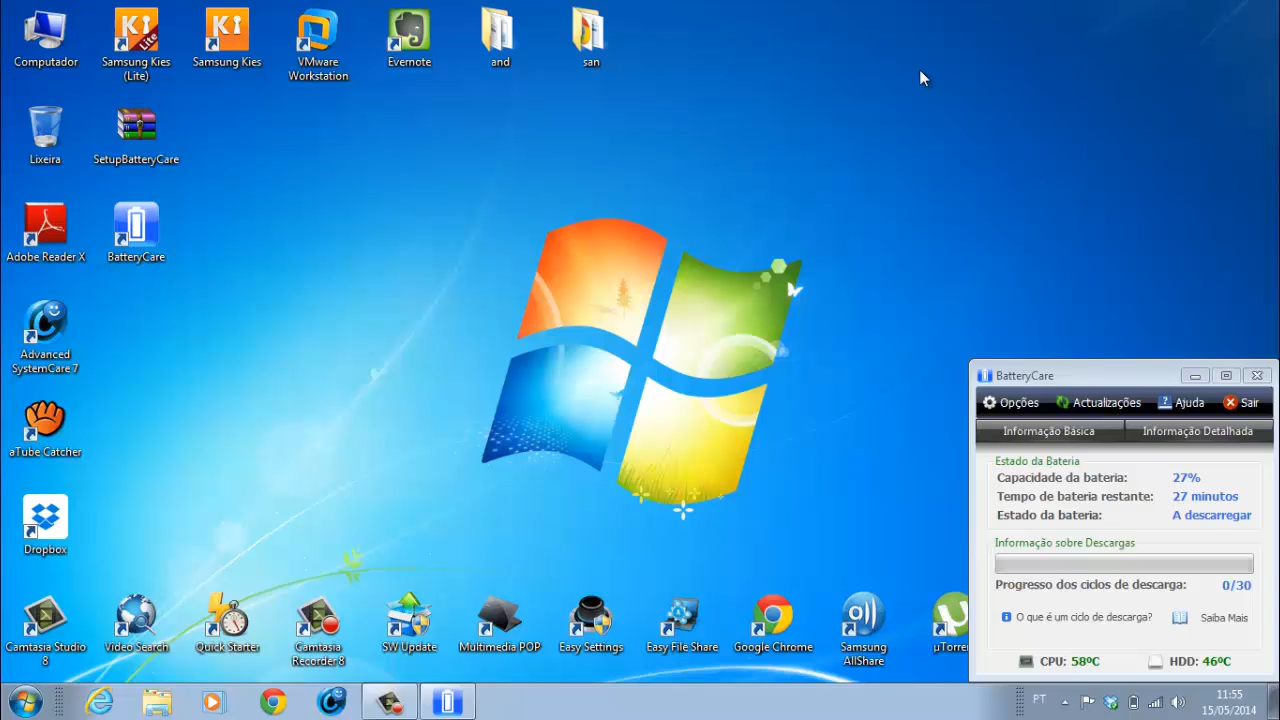 Computador
Samsung Kies
(Lite)
Samsung Kies
VMware
Workstation
Evernote
and
san
Lixeira
SetupBatteryCare
Adobe Reader X
BatteryCare
Advanced
SystemCare 7
aTube Catcher
Dropbox
BatteryCare
Opções
Actualizações
Ajuda
Sair
Informação Básica
Informação Detalhada
Estado da Bateria
Capacidade da bateria: 27%
Tempo de bateria restante: 27 minutos
Estado da bateria: A descarregar
Informação sobre Descargas
Progresso dos ciclos de descarga: 0/30
O que é um ciclo de descarga?
Saiba Mais
CPU: 58ºC
HDD: 46ºC
Camtasia Studio
8
Video Search
Quick Starter
Camtasia
Recorder 8
SW Update
Multimedia POP
Easy Settings
Easy File Share
Google Chrome
Samsung
AllShare
µTorre
PT
11:55
15/05/2014